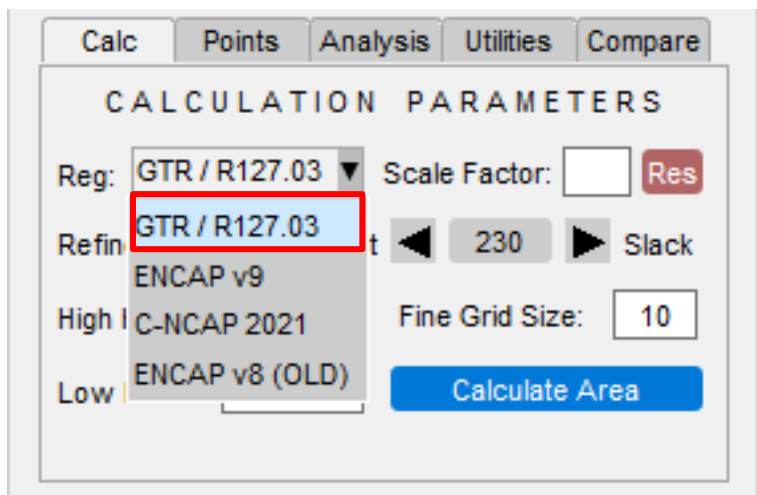 Calc Points Analysis Utilities Compare
CALCULATION PARAMETERS
Reg: GTR / R127.03 ▼ Scale Factor: Res
GTR / R127.03
230 Slack
ENCAP v9
High C-NCAP 2021 Fine Grid Size: 10
ENCAP v8 (OLD)
Low Calculate Area